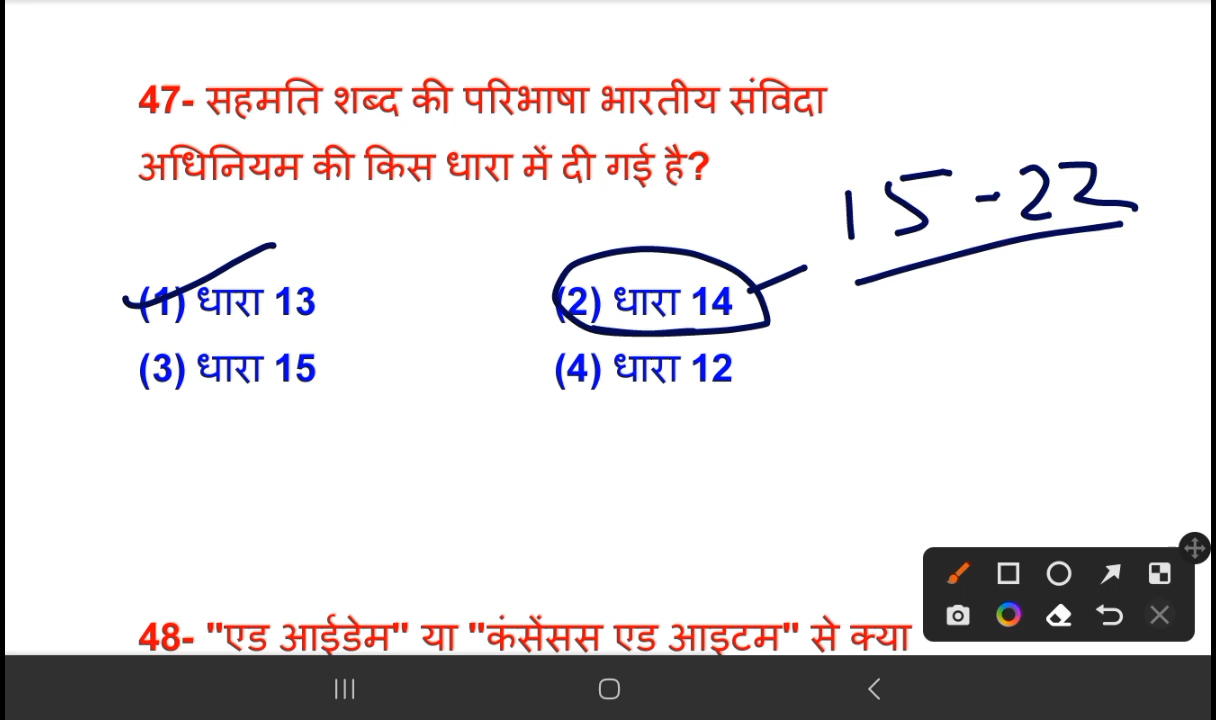 47- सहमति शब्द की परिभाषा भारतीय संविदा
अधिनियम की किस धारा में दी गई है?
15-22
(1) धारा 13
(2) धारा 14
(3) धारा 15
(4) धारा 12
48- "एड आईडेम" या "कंसेंसस एड आइटम" से क्या